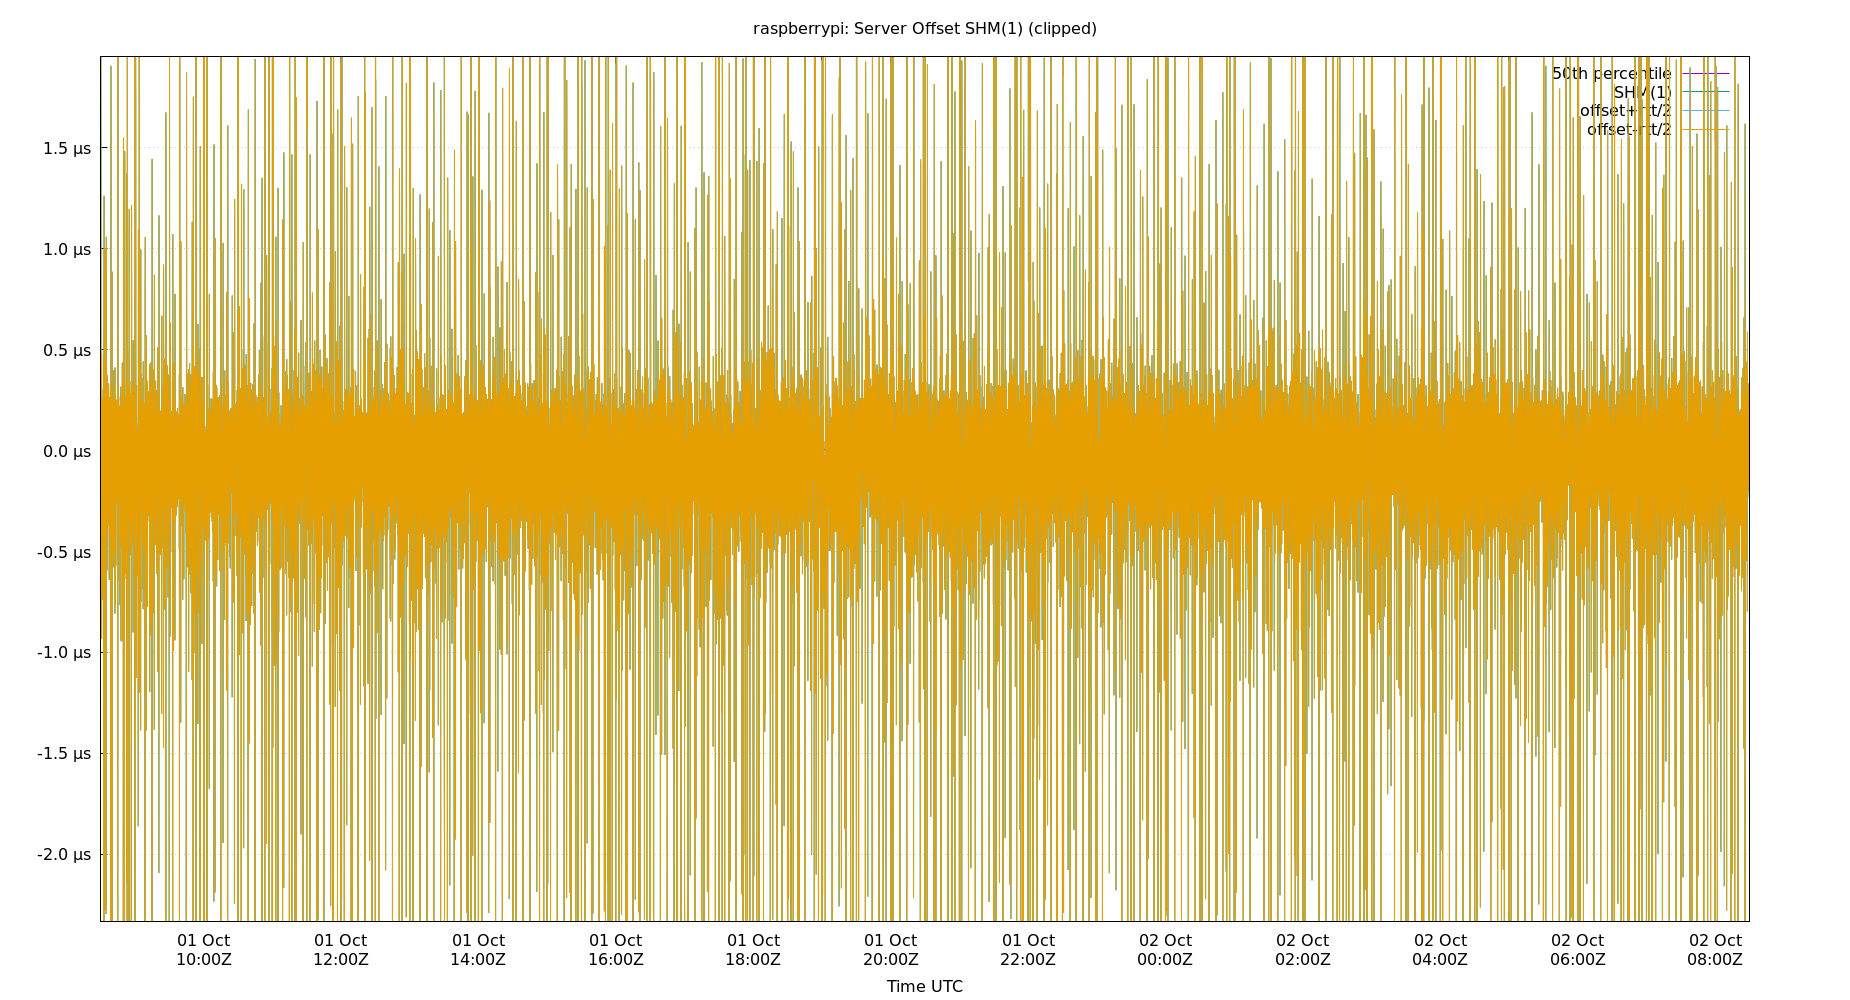 raspberrypi: Server Offset SHM(1) (clipped)
50th percentile
SHM(1)
offset+rtt/2
offset-rtt/2
1.5 µs
1.0 µs
0.5 µs
0.0 µs
-0.5 µs
-1.0 µs
-1.5 µs
-2.0 µs
01 Oct 01 Oct 01 Oct 01 Oct 01 Oct 01 Oct 01 Oct 02 Oct 02 Oct 02 Oct 02 Oct 02 Oct
10:00Z 12:00Z 14:00Z 16:00Z 18:00Z 20:00Z 22:00Z 00:00Z 02:00Z 04:00Z 06:00Z 08:00Z
Time UTC